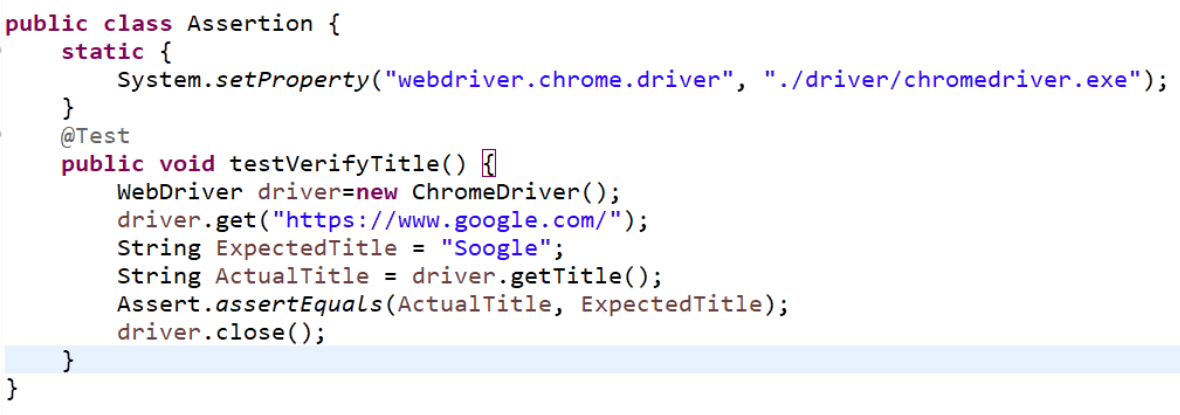 public class Assertion {
static {
System.setProperty("webdriver.chrome.driver", "./driver/chromedriver.exe");
}
@Test
public void testVerifyTitle() {
WebDriver driver=new ChromeDriver();
driver.get("https://www.google.com/");
String ExpectedTitle = "Soogle";
String ActualTitle = driver.getTitle();
Assert.assertEquals(ActualTitle, ExpectedTitle);
driver.close();
}
}